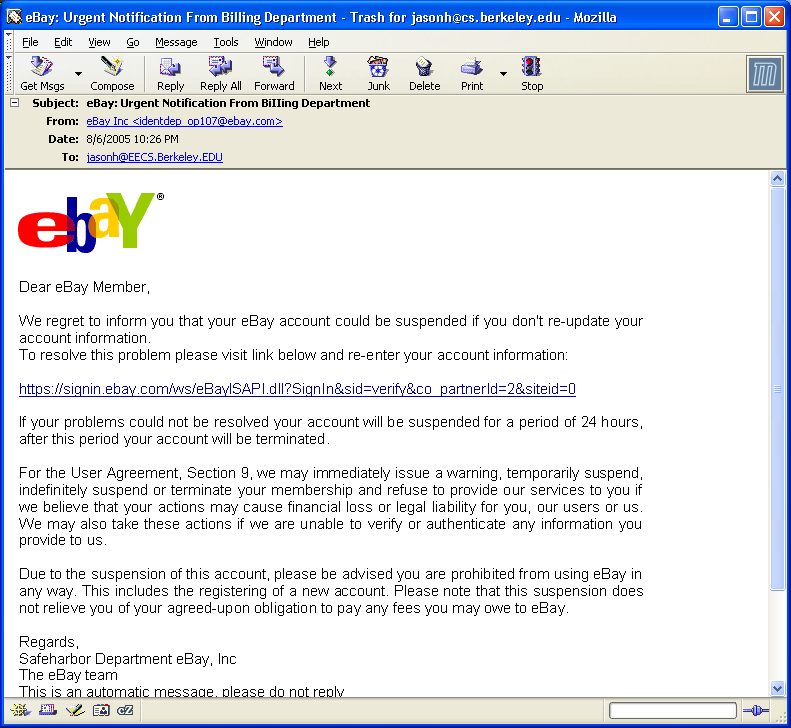 eBay: Urgent Notification From Billing Department - Trash for jasonh@cs.berkeley.edu - Mozilla
File Edit View Go Message Tools Window Help
Get Msgs Compose Reply Reply All Forward Next Junk Delete Print Stop
m
Subject: eBay: Urgent Notification From BiIIing Department
From: eBay Inc <identdep_op107@ebay.com>
Date: 8/6/2005 10:26 PM
To: jasonh@EECS.Berkeley.EDU
ebaY®
Dear eBay Member,
We regret to inform you that your eBay account could be suspended if you don't re-update your
account information.
To resolve this problem please visit link below and re-enter your account information:
https://signin.ebay.com/ws/eBayISAPI.dll?SignIn&sid=verify&co_partnerId=2&siteid=0
If your problems could not be resolved your account will be suspended for a period of 24 hours,
after this period your account will be terminated.
For the User Agreement, Section 9, we may immediately issue a warning, temporarily suspend,
indefinitely suspend or terminate your membership and refuse to provide our services to you if
we believe that your actions may cause financial loss or legal liability for you, our users or us.
We may also take these actions if we are unable to verify or authenticate any information you
provide to us.
Due to the suspension of this account, please be advised you are prohibited from using eBay in
any way. This includes the registering of a new account. Please note that this suspension does
not relieve you of your agreed-upon obligation to pay any fees you may owe to eBay.
Regards,
Safeharbor Department eBay, Inc
The eBay team
This is an automatic message, please do not reply